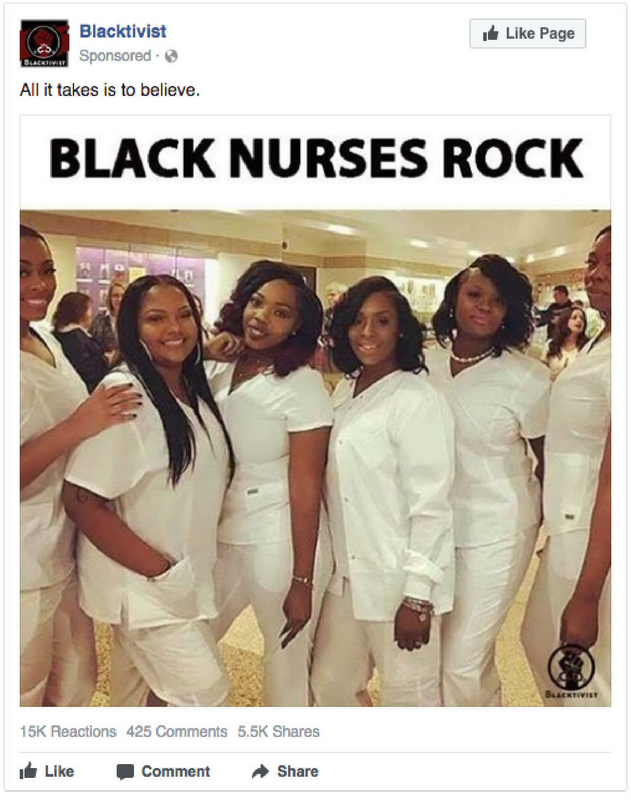 Blacktivist
Sponsored ·
Like Page
BLACKTIVIST
All it takes is to believe.
BLACK NURSES ROCK
BLACKTIVIST
15K Reactions 425 Comments 5.5K Shares
Like Comment Share